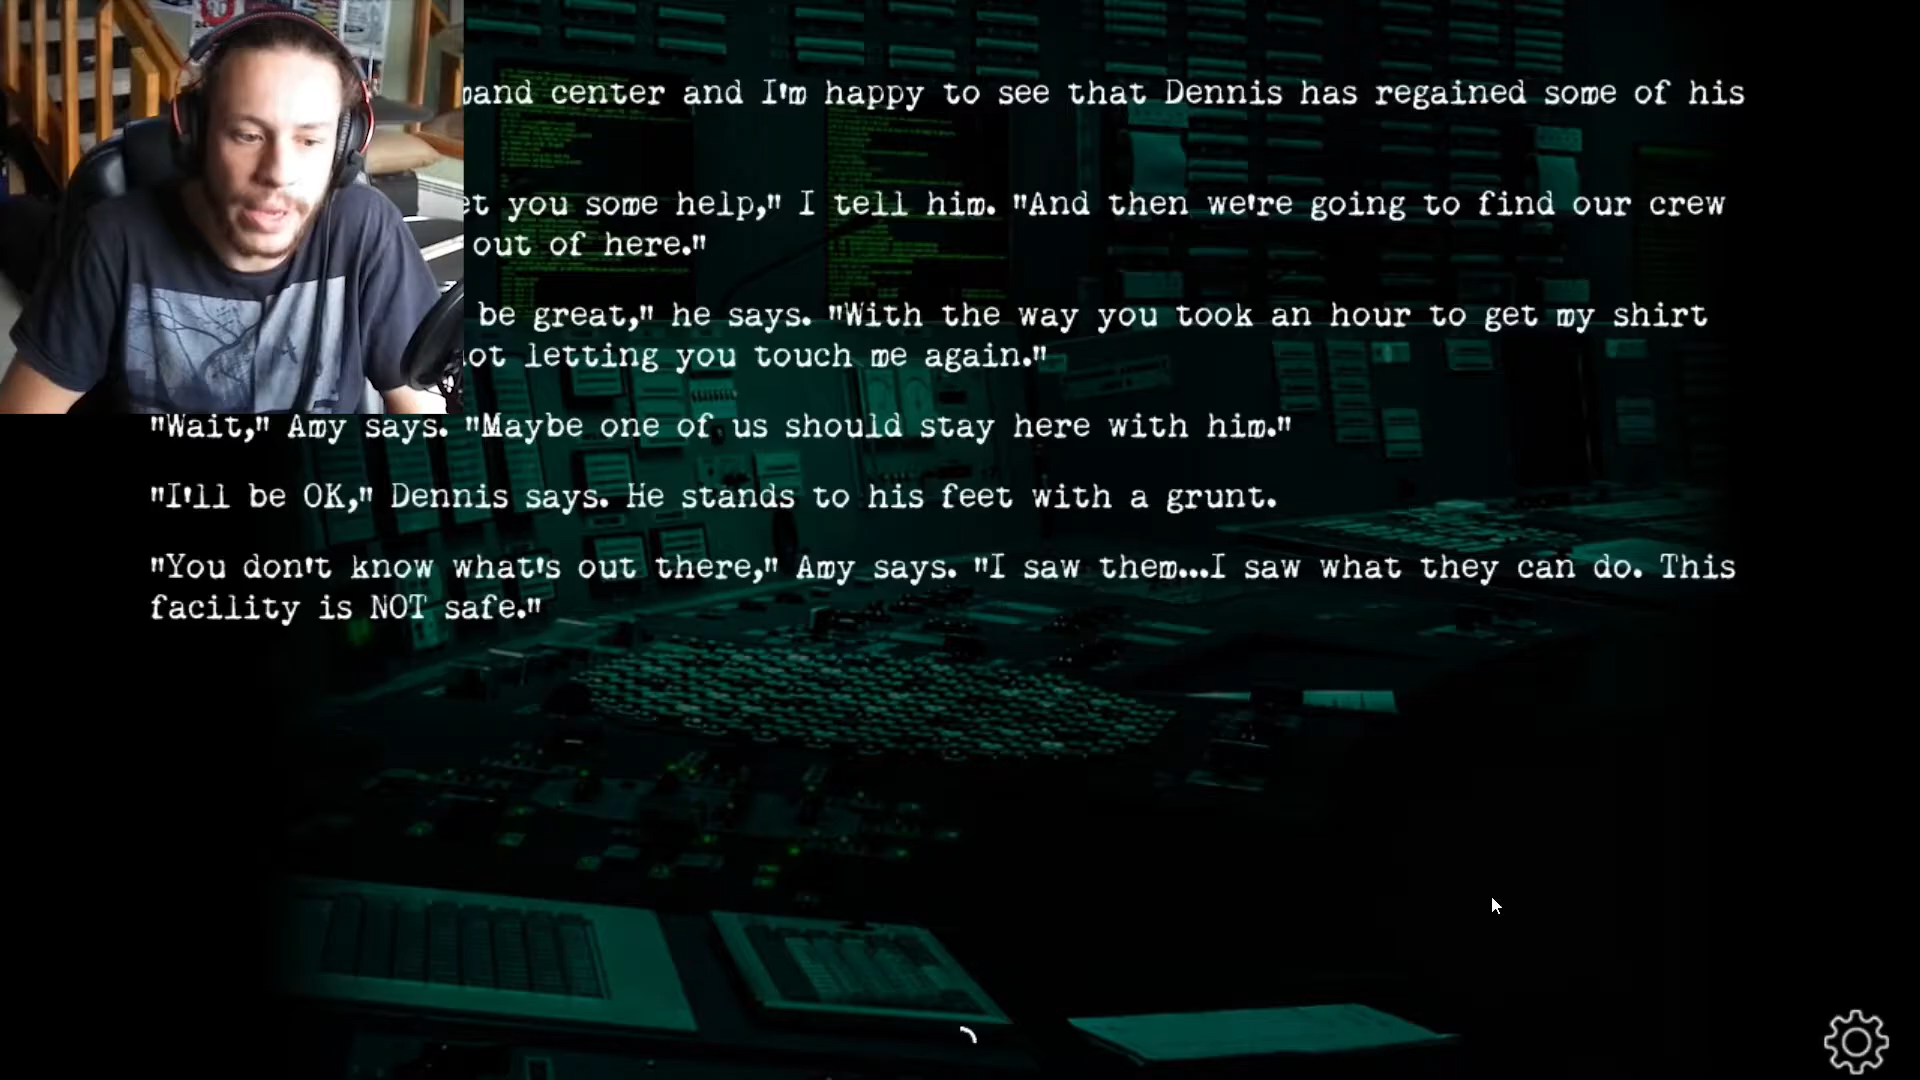 center and I'm happy to see that Dennis has regained some of his
you some help," I tell him. "And then we're going to find our crew
out of here."
be great," he says. "With the way you took an hour to get my shirt
letting you touch me again."
"Wait," Amy says. "Maybe one of us should stay here with him."
"I'll be OK," Dennis says. He stands to his feet with a grunt.
"You don't know what's out there," Amy says. "I saw them...I saw what they can do. This
facility is NOT safe."